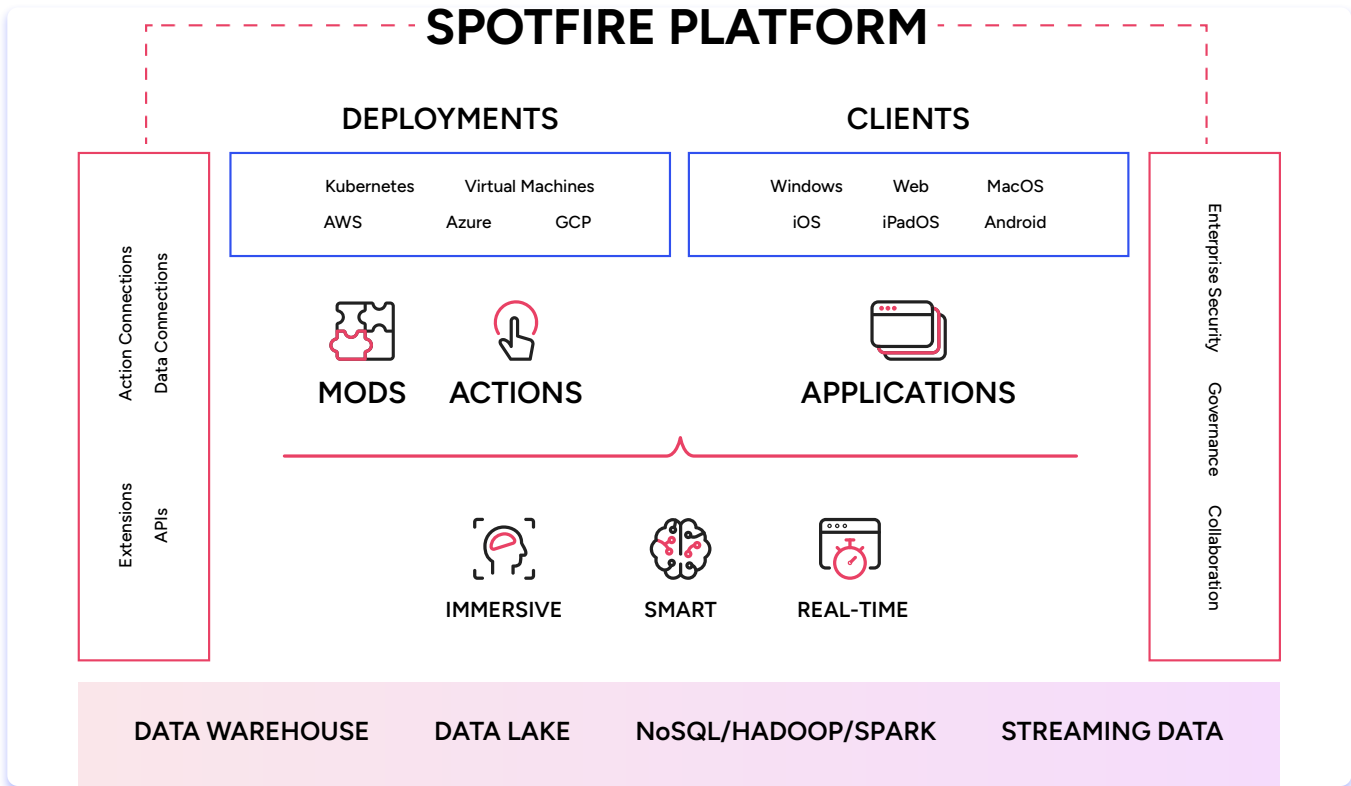 SPOTFIRE PLATFORM
DEPLOYMENTS
Kubernetes Virtual Machines
AWS Azure GCP
CLIENTS
Windows Web MacOS
iOS iPadOS Android
Action Connections
Data Connections
Extensions
APIs
MODS ACTIONS APPLICATIONS
IMMERSIVE SMART REAL-TIME
Enterprise Security
Governance
Collaboration
DATA WAREHOUSE DATA LAKE NoSQL/HADOOP/SPARK STREAMING DATA